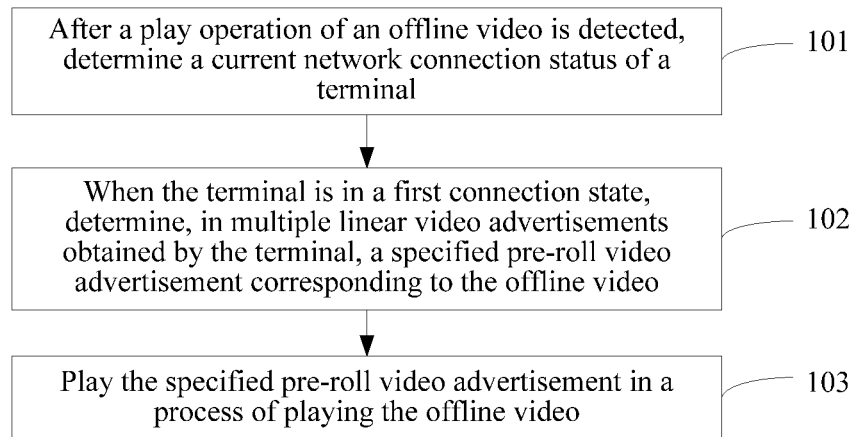 After a play operation of an offline video is detected,
determine a current network connection status of a
terminal
101
When the terminal is in a first connection state,
determine, in multiple linear video advertisements
obtained by the terminal, a specified pre-roll video
advertisement corresponding to the offline video
102
Play the specified pre-roll video advertisement in a
process of playing the offline video
103